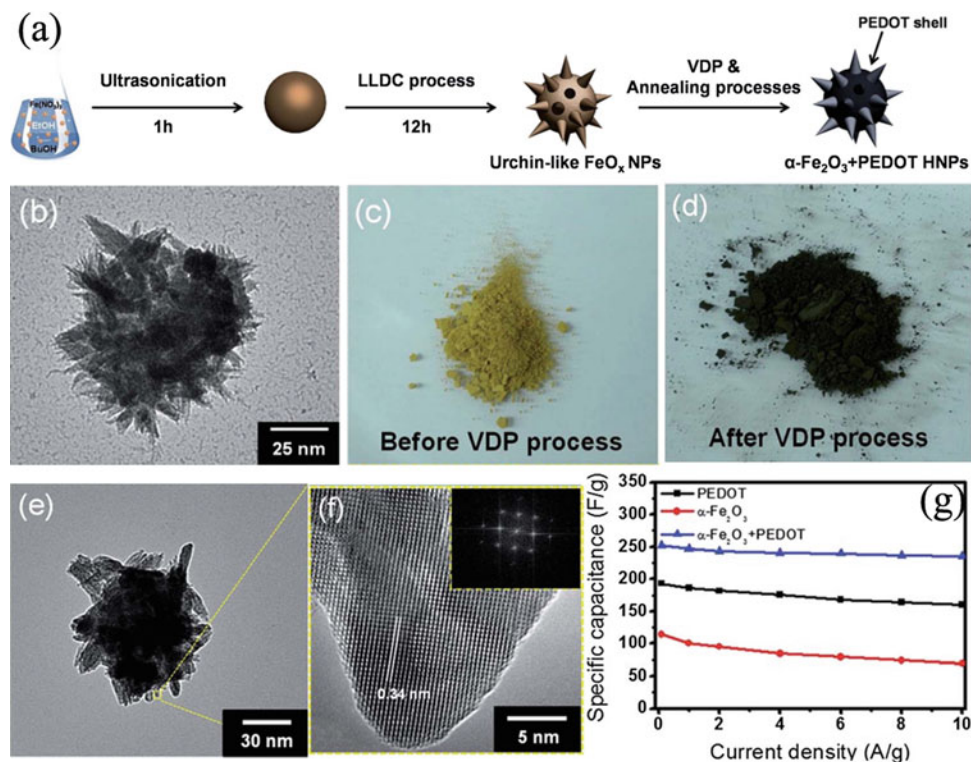 (a)
PEDOT shell
Ultrasonication
LLDC process
VDP &
Annealing processes
Fe(NO₃)₃
EtOH
BuOH
1h
12h
Urchin-like FeOₓ NPs
α-Fe₂O₃+PEDOT HNPs
(b)
25 nm
(c)
Before VDP process
(d)
After VDP process
(e)
30 nm
(f)
0.34 nm
5 nm
(g)
Specific capacitance (F/g)
350
300
250
200
150
100
50
0
PEDOT
α-Fe₂O₃
α-Fe₂O₃+PEDOT
0 2 4 6 8 10
Current density (A/g)